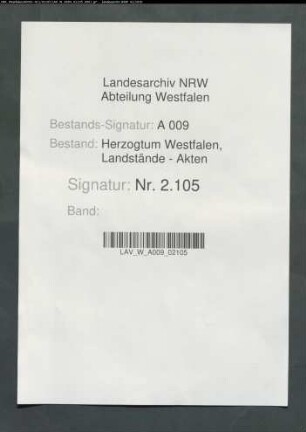 Landesarchiv NRW
Abteilung Westfalen
Bestands-Signatur: A 009
Bestand: Herzogtum Westfalen,
Landstände - Akten
Signatur: Nr. 2.105
Band:
LAV_W_A009_02105